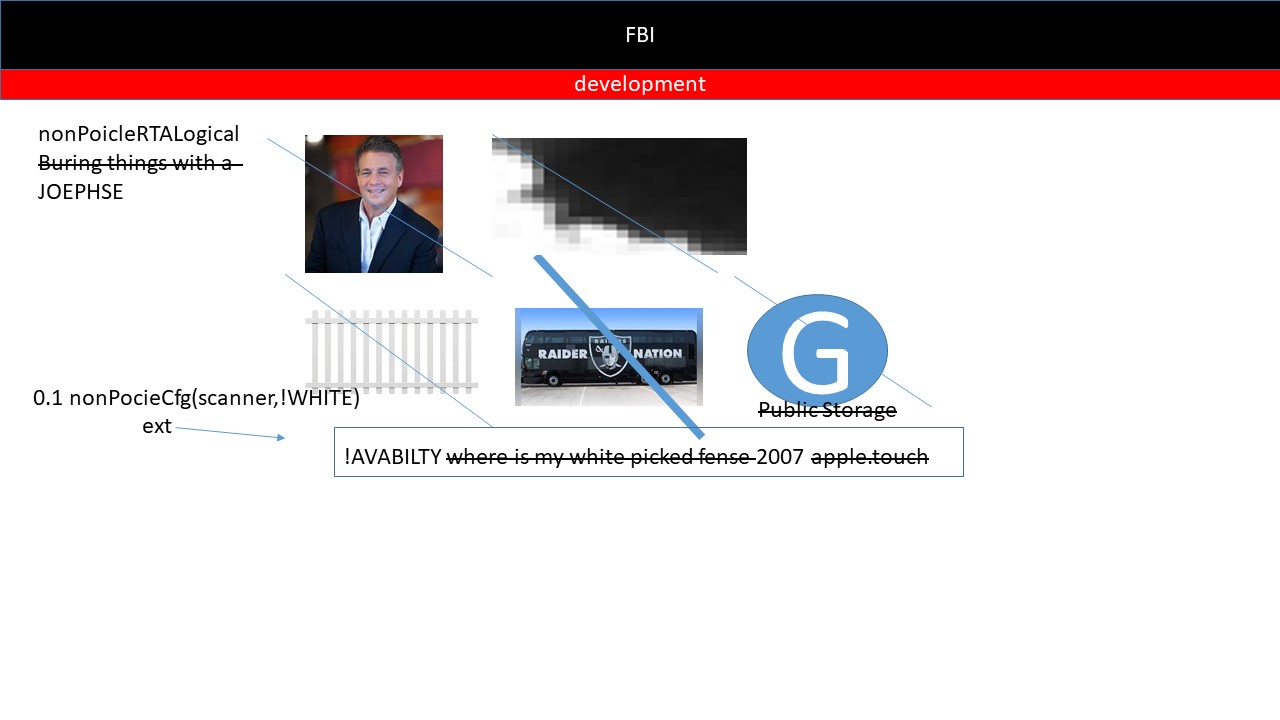 FBI
development
nonPoicleRTALogical
Buring things with a
JOEPHSE
RAIDERS
RAIDER NATION
G
Public Storage
0.1 nonPocieCfg(scanner,!WHITE)
ext
!AVABILTY where is my white picked fense 2007 apple.touch